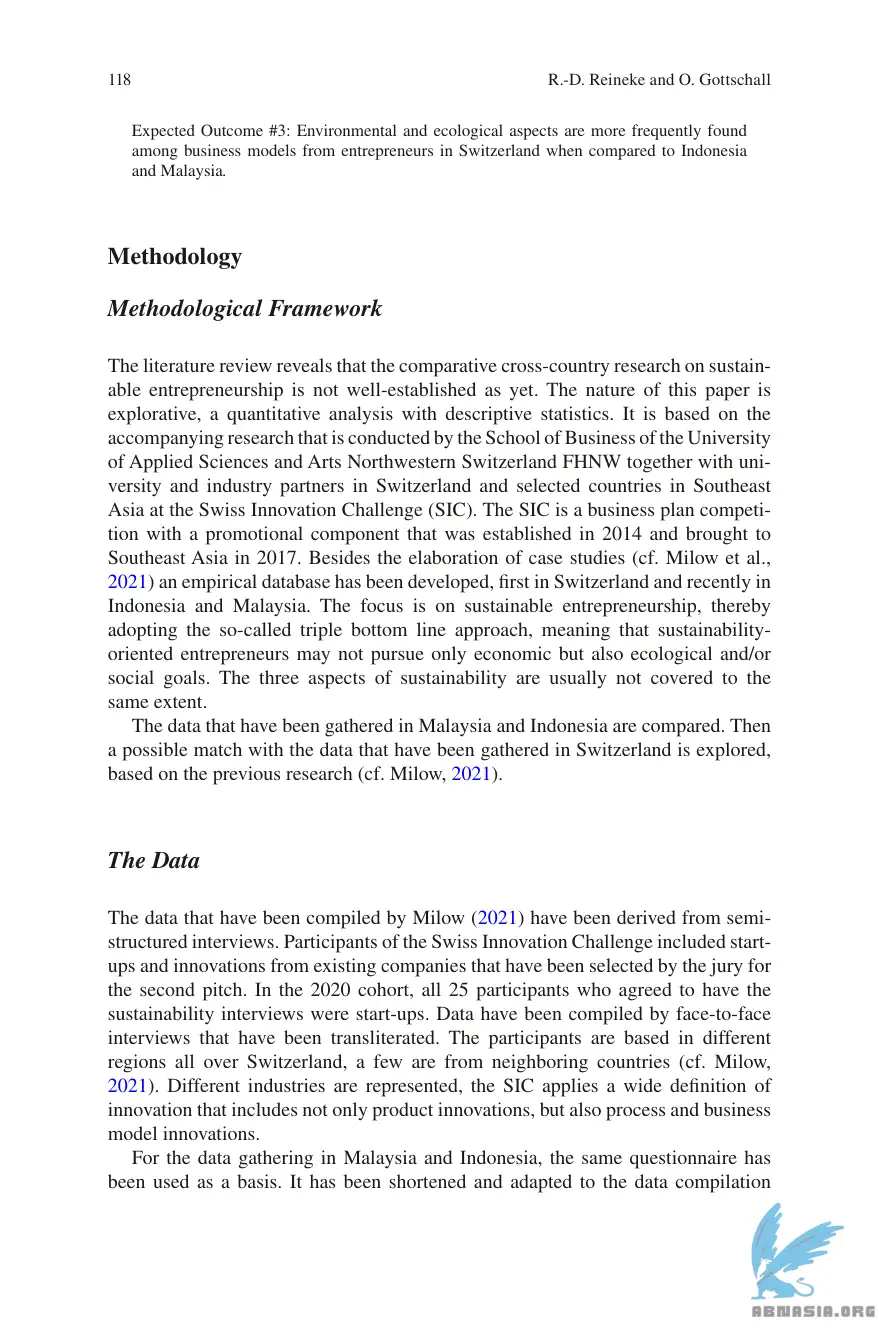 118
R.-D. Reineke and O. Gottschall
Expected Outcome #3: Environmental and ecological aspects are more frequently found
among business models from entrepreneurs in Switzerland when compared to Indonesia
and Malaysia.
Methodology
Methodological Framework
The literature review reveals that the comparative cross-country research on sustain-
able entrepreneurship is not well-established as yet. The nature of this paper is
explorative, a quantitative analysis with descriptive statistics. It is based on the
accompanying research that is conducted by the School of Business of the University
of Applied Sciences and Arts Northwestern Switzerland FHNW together with uni-
versity and industry partners in Switzerland and selected countries in Southeast
Asia at the Swiss Innovation Challenge (SIC). The SIC is a business plan competi-
tion with a promotional component that was established in 2014 and brought to
Southeast Asia in 2017. Besides the elaboration of case studies (cf. Milow et al.,
2021) an empirical database has been developed, first in Switzerland and recently in
Indonesia and Malaysia. The focus is on sustainable entrepreneurship, thereby
adopting the so-called triple bottom line approach, meaning that sustainability-
oriented entrepreneurs may not pursue only economic but also ecological and/or
social goals. The three aspects of sustainability are usually not covered to the
same extent.
The data that have been gathered in Malaysia and Indonesia are compared. Then
a possible match with the data that have been gathered in Switzerland is explored,
based on the previous research (cf. Milow, 2021).
The Data
The data that have been compiled by Milow (2021) have been derived from semi-
structured interviews. Participants of the Swiss Innovation Challenge included start-
ups and innovations from existing companies that have been selected by the jury for
the second pitch. In the 2020 cohort, all 25 participants who agreed to have the
sustainability interviews were start-ups. Data have been compiled by face-to-face
interviews that have been transliterated. The participants are based in different
regions all over Switzerland, a few are from neighboring countries (cf. Milow,
2021). Different industries are represented, the SIC applies a wide definition of
innovation that includes not only product innovations, but also process and business
model innovations.
For the data gathering in Malaysia and Indonesia, the same questionnaire has
been used as a basis. It has been shortened and adapted to the data compilation
ABNASIA.ORG